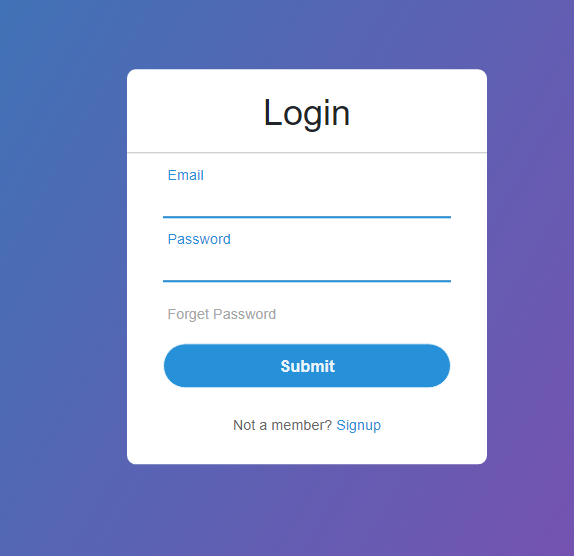 Login
Email
Password
Forget Password
Submit
Not a member? Signup